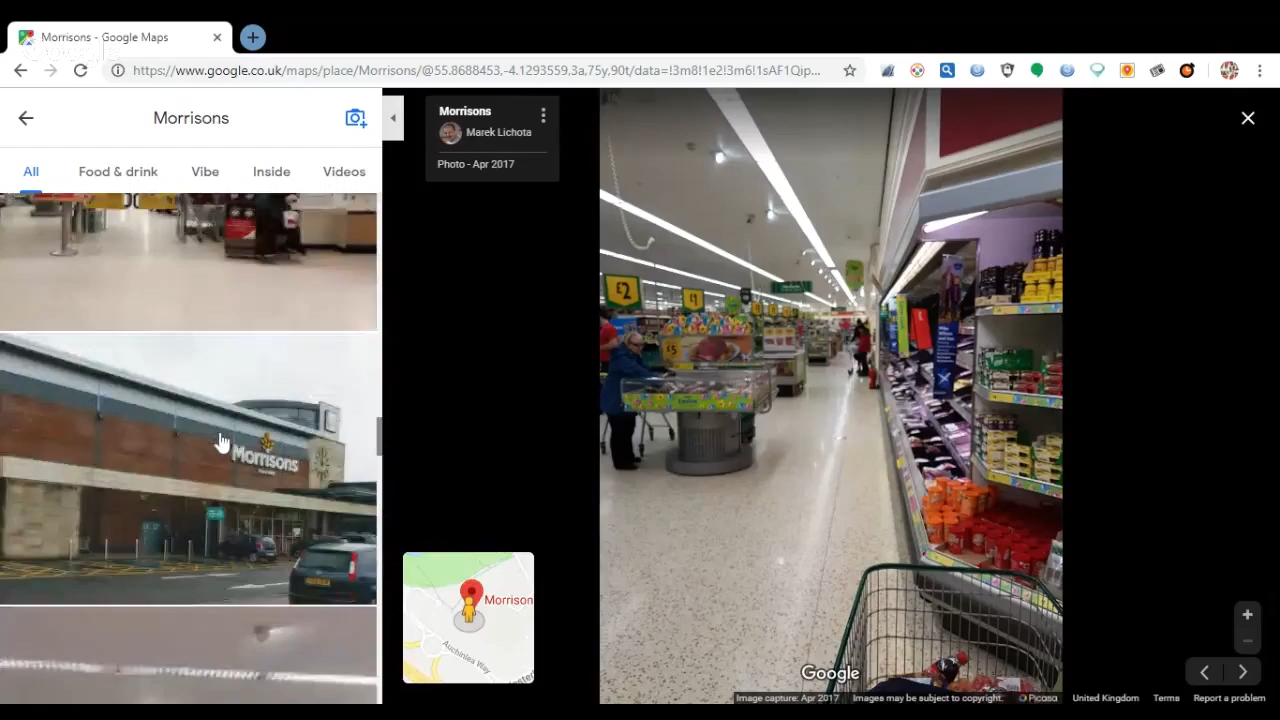 Morrisons - Google Maps
https://www.google.co.uk/maps/place/Morrisons/@55.8688453,-4.1293559,3a,75y,90t/data=!3m8!1e2!3m6!1sAF1Qip...
Morrisons
All Food & drink Vibe Inside Videos
Morrisons
Marek Lichota
Photo - Apr 2017
£2
£1
£5
Morrisons
Morrison
Auchinlea Way
Google
Image capture: Apr 2017 Images may be subject to copyright. Picasa United Kingdom Terms Report a problem